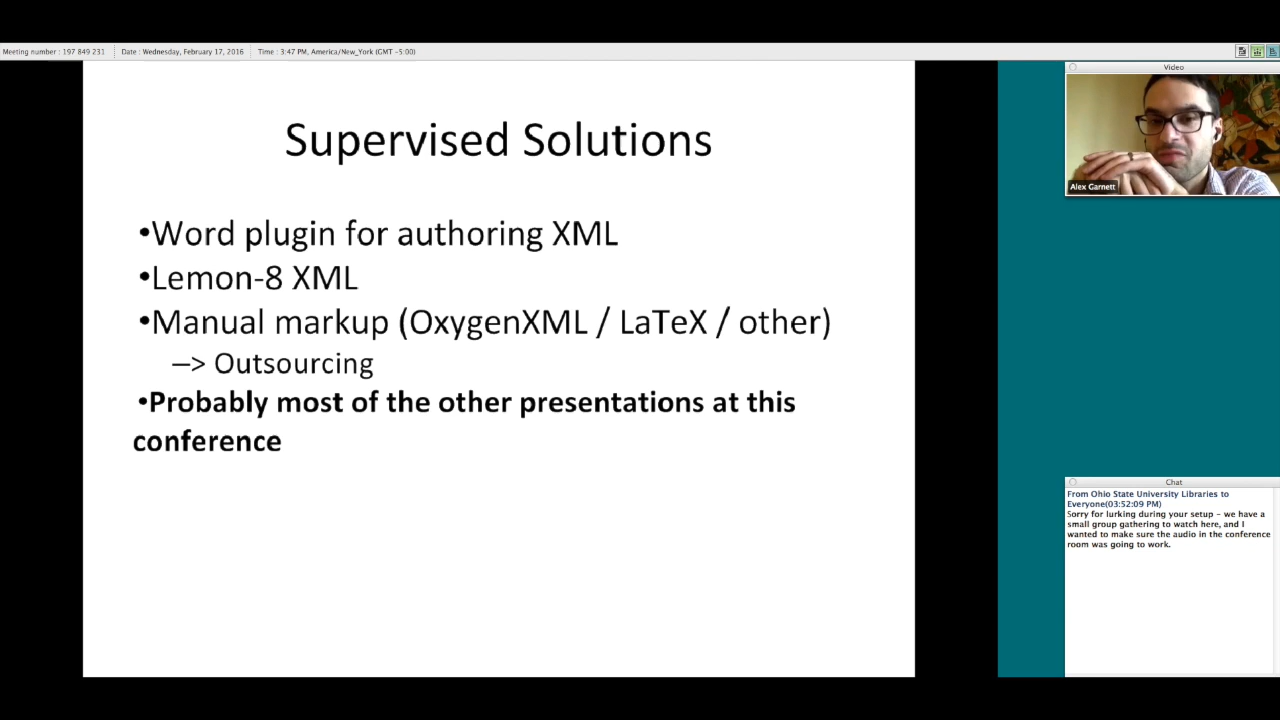 Meeting number : 197 849 231 Date : Wednesday, February 17, 2016 Time : 3:47 PM, America/New_York (GMT -5:00)
Supervised Solutions
•Word plugin for authoring XML
•Lemon-8 XML
•Manual markup (OxygenXML / LaTeX / other)
–> Outsourcing
•Probably most of the other presentations at this
conference
Video
Alex Garnett
Chat
From Ohio State University Libraries to
Everyone(03:52:09 PM)
Sorry for lurking during your setup - we have a
small group gathering to watch here, and I
wanted to make sure the audio in the conference
room was going to work.